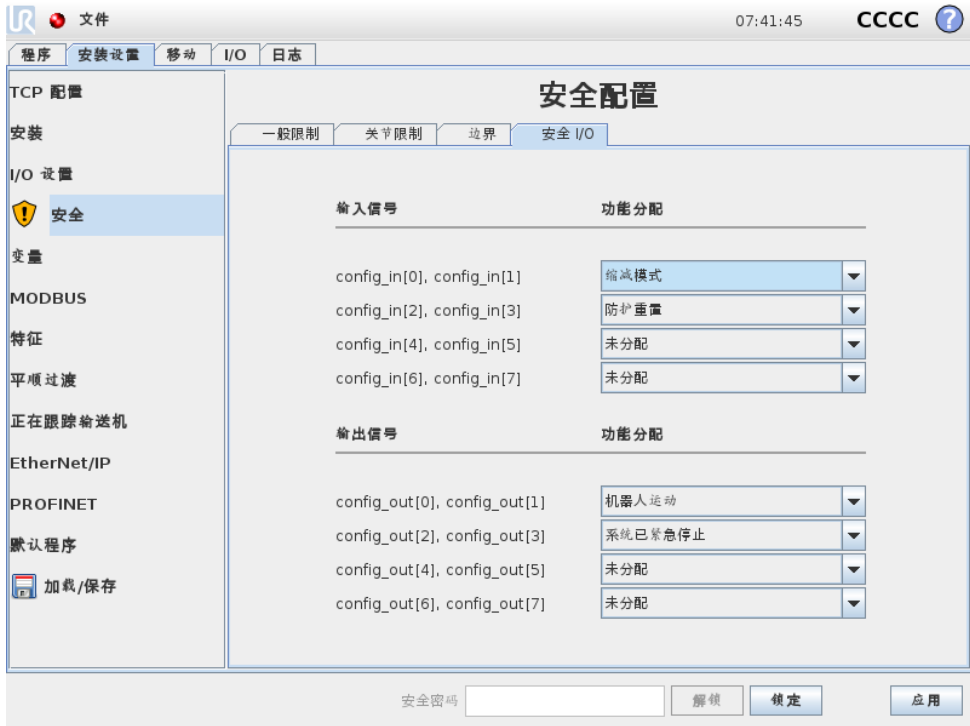 UR 文件 07:41:45 CCCC ?
程序 安装设置 移动 I/O 日志
TCP 配置
安装
I/O 设置
安全
变量
MODBUS
特征
平顺过渡
正在跟踪输送机
EtherNet/IP
PROFINET
默认程序
加载/保存
安全配置
一般限制 关节限制 边界 安全 I/O
输入信号 功能分配
config_in[0], config_in[1] 缩减模式
config_in[2], config_in[3] 防护重置
config_in[4], config_in[5] 未分配
config_in[6], config_in[7] 未分配
输出信号 功能分配
config_out[0], config_out[1] 机器人运动
config_out[2], config_out[3] 系统已紧急停止
config_out[4], config_out[5] 未分配
config_out[6], config_out[7] 未分配
安全密码 解锁 锁定 应用